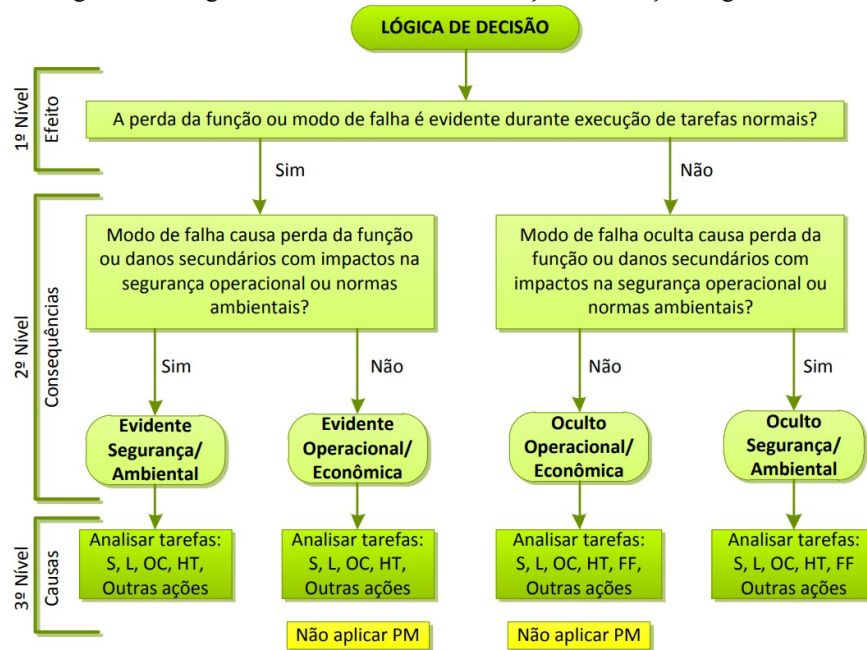 LÓGICA DE DECISÃO
1º Nível
Efeito
A perda da função ou modo de falha é evidente durante execução de tarefas normais?
Sim
Não
2º Nível
Consequências
Modo de falha causa perda da função
ou danos secundários com impactos na
segurança operacional ou normas
ambientais?
Modo de falha oculta causa perda da
função ou danos secundários com
impactos na segurança operacional ou
normas ambientais?
Sim
Não
Não
Sim
Evidente
Segurança/
Ambiental
Evidente
Operacional/
Econômica
Oculto
Operacional/
Econômica
Oculto
Segurança/
Ambiental
3º Nível
Causas
Analisar tarefas:
S, L, OC, HT,
Outras ações
Analisar tarefas:
S, L, OC, HT,
Outras ações
Analisar tarefas:
S, L, OC, HT, FF,
Outras ações
Analisar tarefas:
S, L, OC, HT, FF
Outras ações
Não aplicar PM
Não aplicar PM